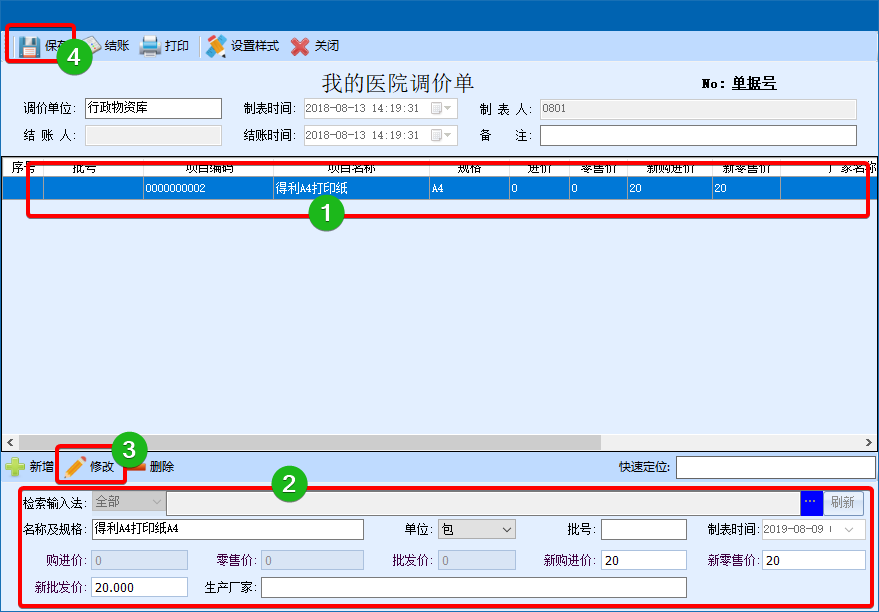 保存 结账 打印 设置样式 关闭
4
我的医院调价单
No: 单据号
调价单位: 行政物资库 制表时间: 2018-08-13 14:19:31 制 表 人: 0801
结 账 人: 结账时间: 2018-08-13 14:19:31 备 注:
序号 批号 项目编码 项目名称 规格 进价 零售价 新购进价 新零售价 厂家名称
0000000002 得利A4打印纸 A4 0 0 20 20
1
3
新增 修改 删除 快速定位:
2
检索输入法: 全部 ... 刷新
名称及规格: 得利A4打印纸A4 单位: 包 批号: 制表时间: 2019-08-09
购进价: 0 零售价: 0 批发价: 0 新购进价: 20 新零售价: 20
新批发价: 20.000 生产厂家: